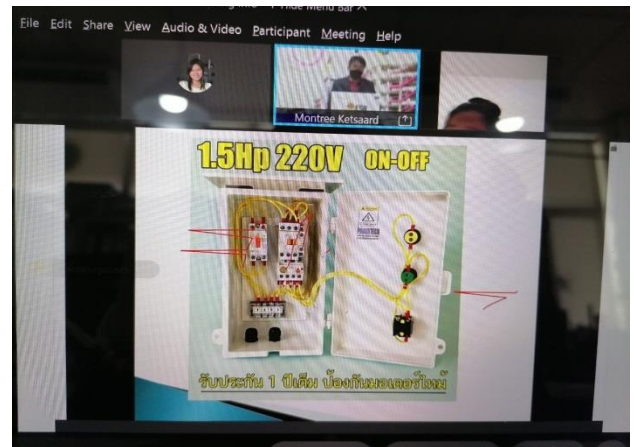 File Edit Share View Audio & Video Participant Meeting Help
Montree Ketsaard
1.5Hp 220V ON-OFF
รับประกัน 1 ปีเต็ม ป้องกันมอเตอร์ไหม้